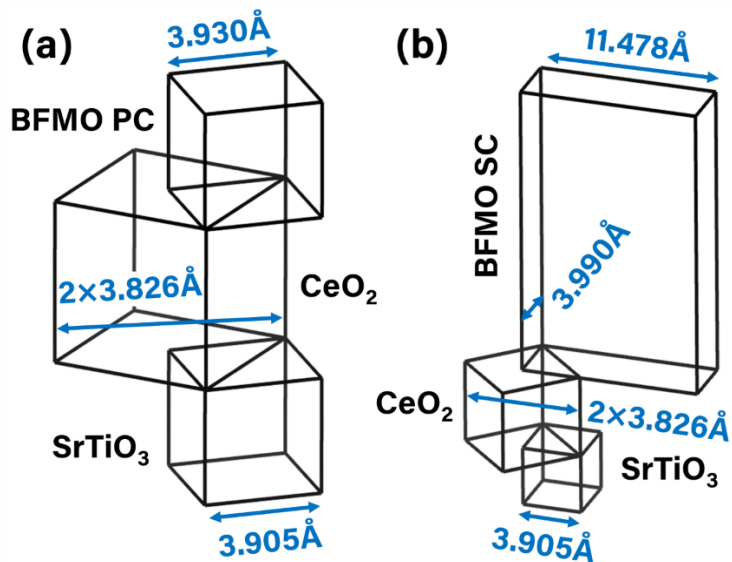 (a)
3.930Å
BFMO PC
2×3.826Å
CeO₂
SrTiO₃
3.905Å
(b)
11.478Å
BFMO SC
3.990Å
CeO₂
2×3.826Å
SrTiO₃
3.905Å